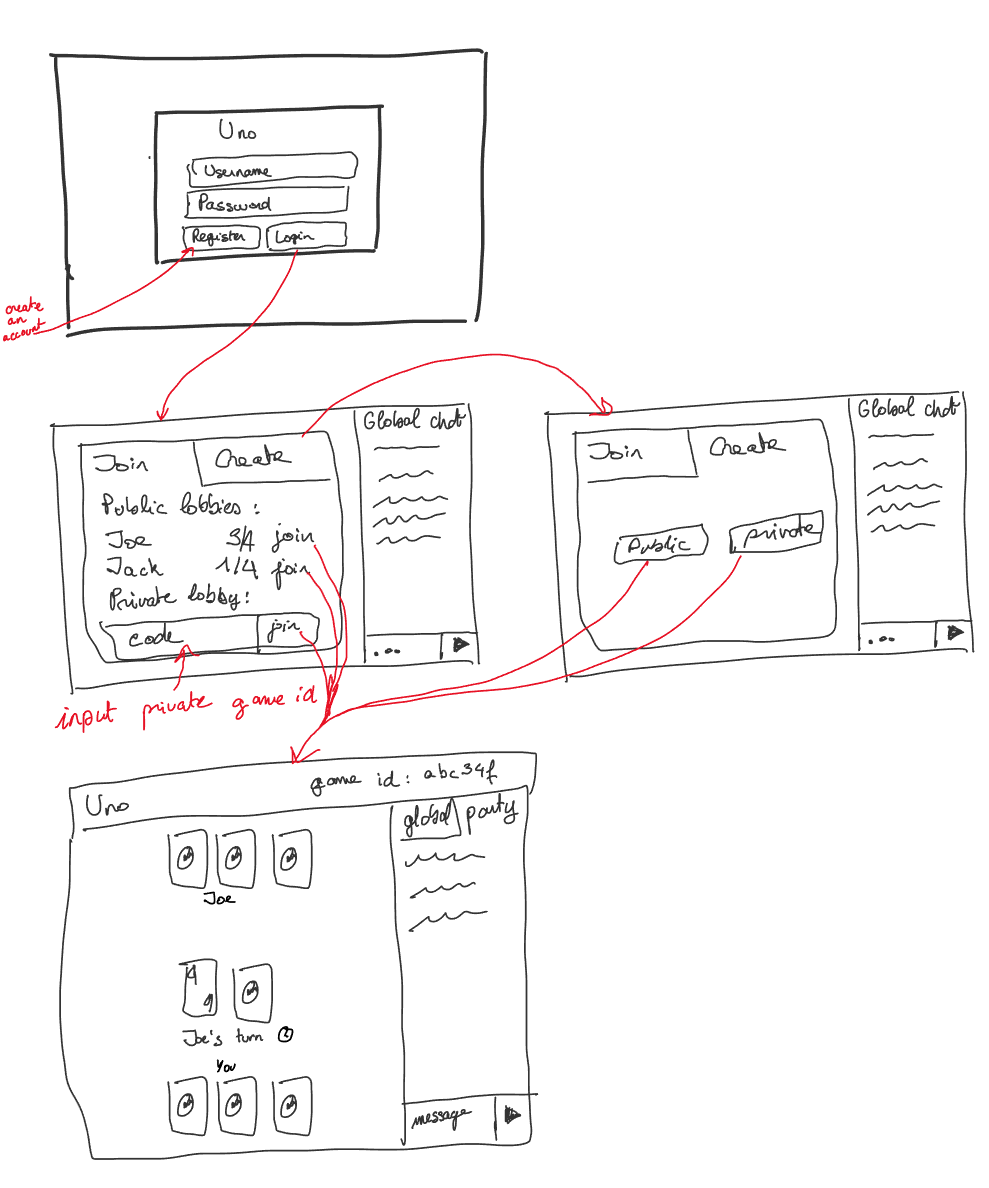 Uno
Username
Password
Register Login
create
an
account
Join Create
Public lobbies :
Joe 3/4 join
Jack 1/4 join
Private lobby :
code join
Global chat
...
input private game id
Join Create
Public private
Global chat
...
Uno game id : abc34f
global party
Joe
9
Joe's turn
You
message